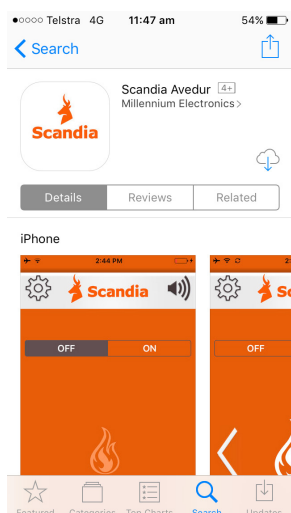 Telstra 4G 11:47 am 54%
Search
Scandia Avedur 4+
Millennium Electronics >
Scandia
Details Reviews Related
iPhone
2:44 PM
Scandia
OFF ON
OFF
Featured Categories Top Charts Search Updates